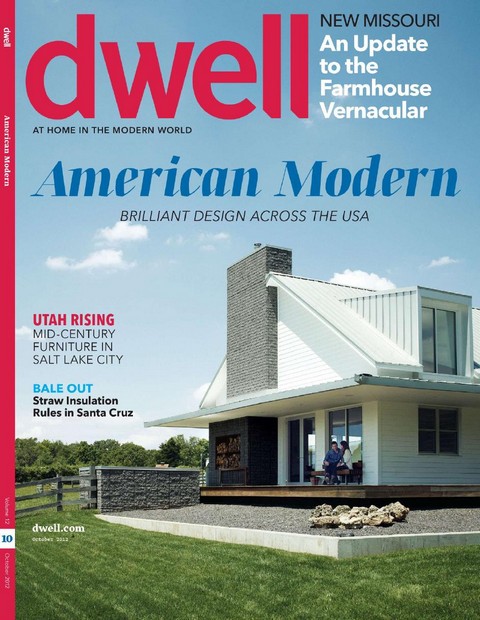 dwell
American Modern
Volume 12
10
October 2012
dwell
AT HOME IN THE MODERN WORLD
NEW MISSOURI
An Update
to the
Farmhouse
Vernacular
American Modern
BRILLIANT DESIGN ACROSS THE USA
UTAH RISING
MID-CENTURY
FURNITURE IN
SALT LAKE CITY
BALE OUT
Straw Insulation
Rules in Santa Cruz
dwell.com
October 2012